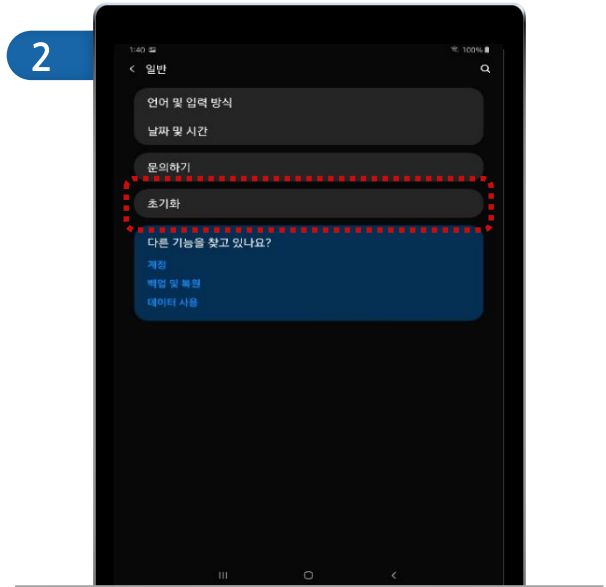 2
1:40
100%
일반
언어 및 입력 방식
날짜 및 시간
문의하기
초기화
다른 기능을 찾고 있나요?
계정
백업 및 복원
데이터 사용